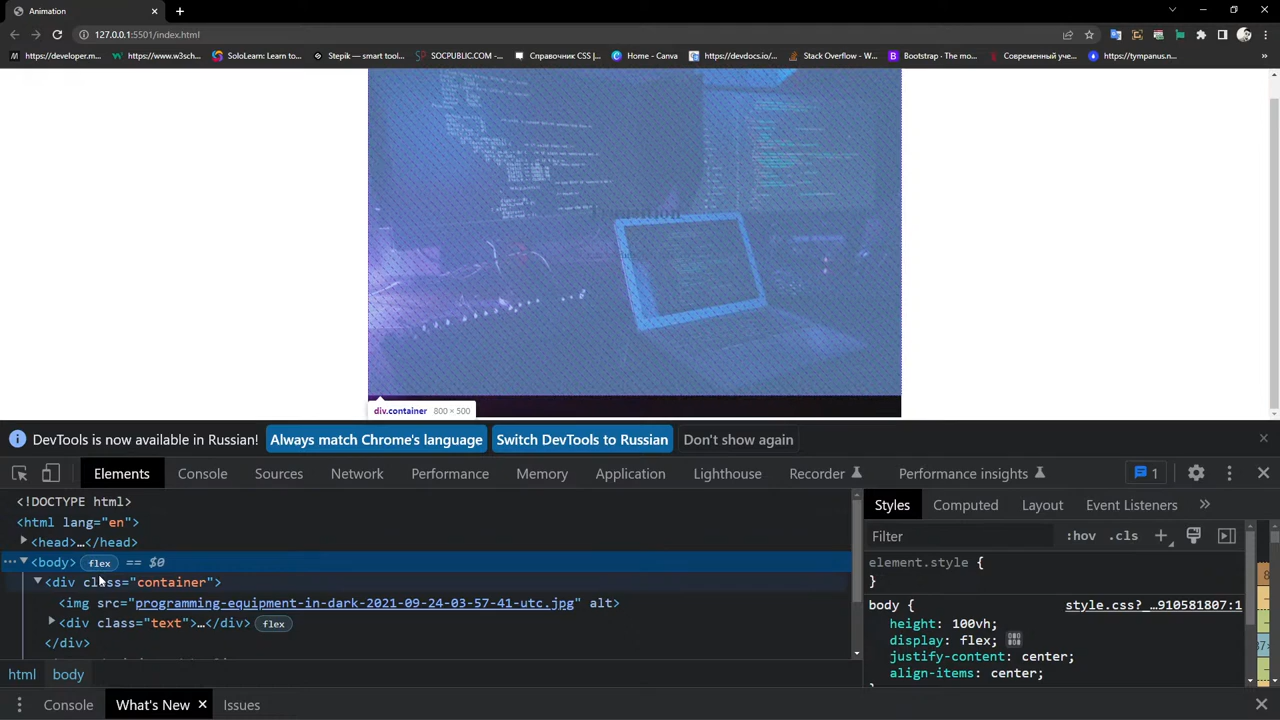 Animation
127.0.0.1:5501/index.html
https://developer.m... https://www.w3sch... SoloLearn: Learn to... Stepik — smart tool... SOCPUBLIC.COM —... Справочник CSS |... Home - Canva https://devdocs.io/... Stack Overflow - W... Bootstrap · The mo... Современный уче... https://tympanus.n...
div.container 800 × 500
DevTools is now available in Russian! Always match Chrome's language Switch DevTools to Russian Don't show again
Elements Console Sources Network Performance Memory Application Lighthouse Recorder Performance insights 1
<!DOCTYPE html>
<html lang="en">
<head>…</head>
<body> flex == $0
<div class="container">
<img src="programming-equipment-in-dark-2021-09-24-03-57-41-utc.jpg" alt>
<div class="text">…</div> flex
</div>
html body
Styles Computed Layout Event Listeners
Filter :hov .cls
element.style {
}
body { style.css?_…910581807:1
height: 100vh;
display: flex;
justify-content: center;
align-items: center;
Console What's New Issues